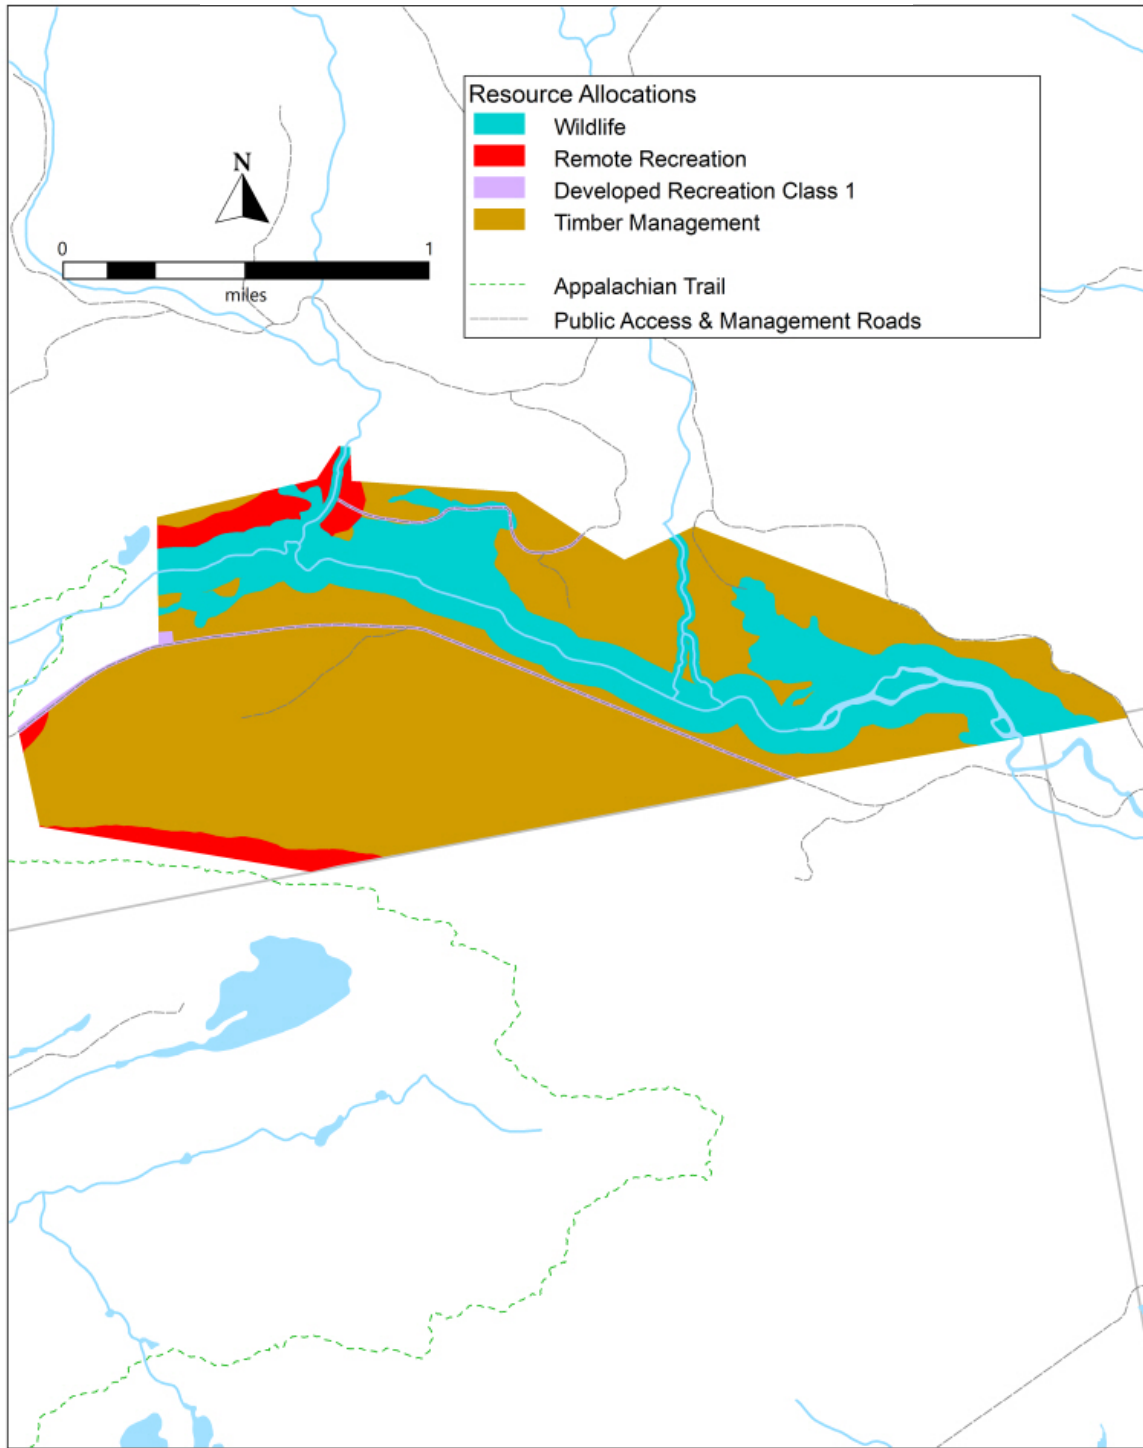 Resource Allocations
Wildlife
Remote Recreation
Developed Recreation Class 1
Timber Management
Appalachian Trail
Public Access & Management Roads
N
0 1
miles